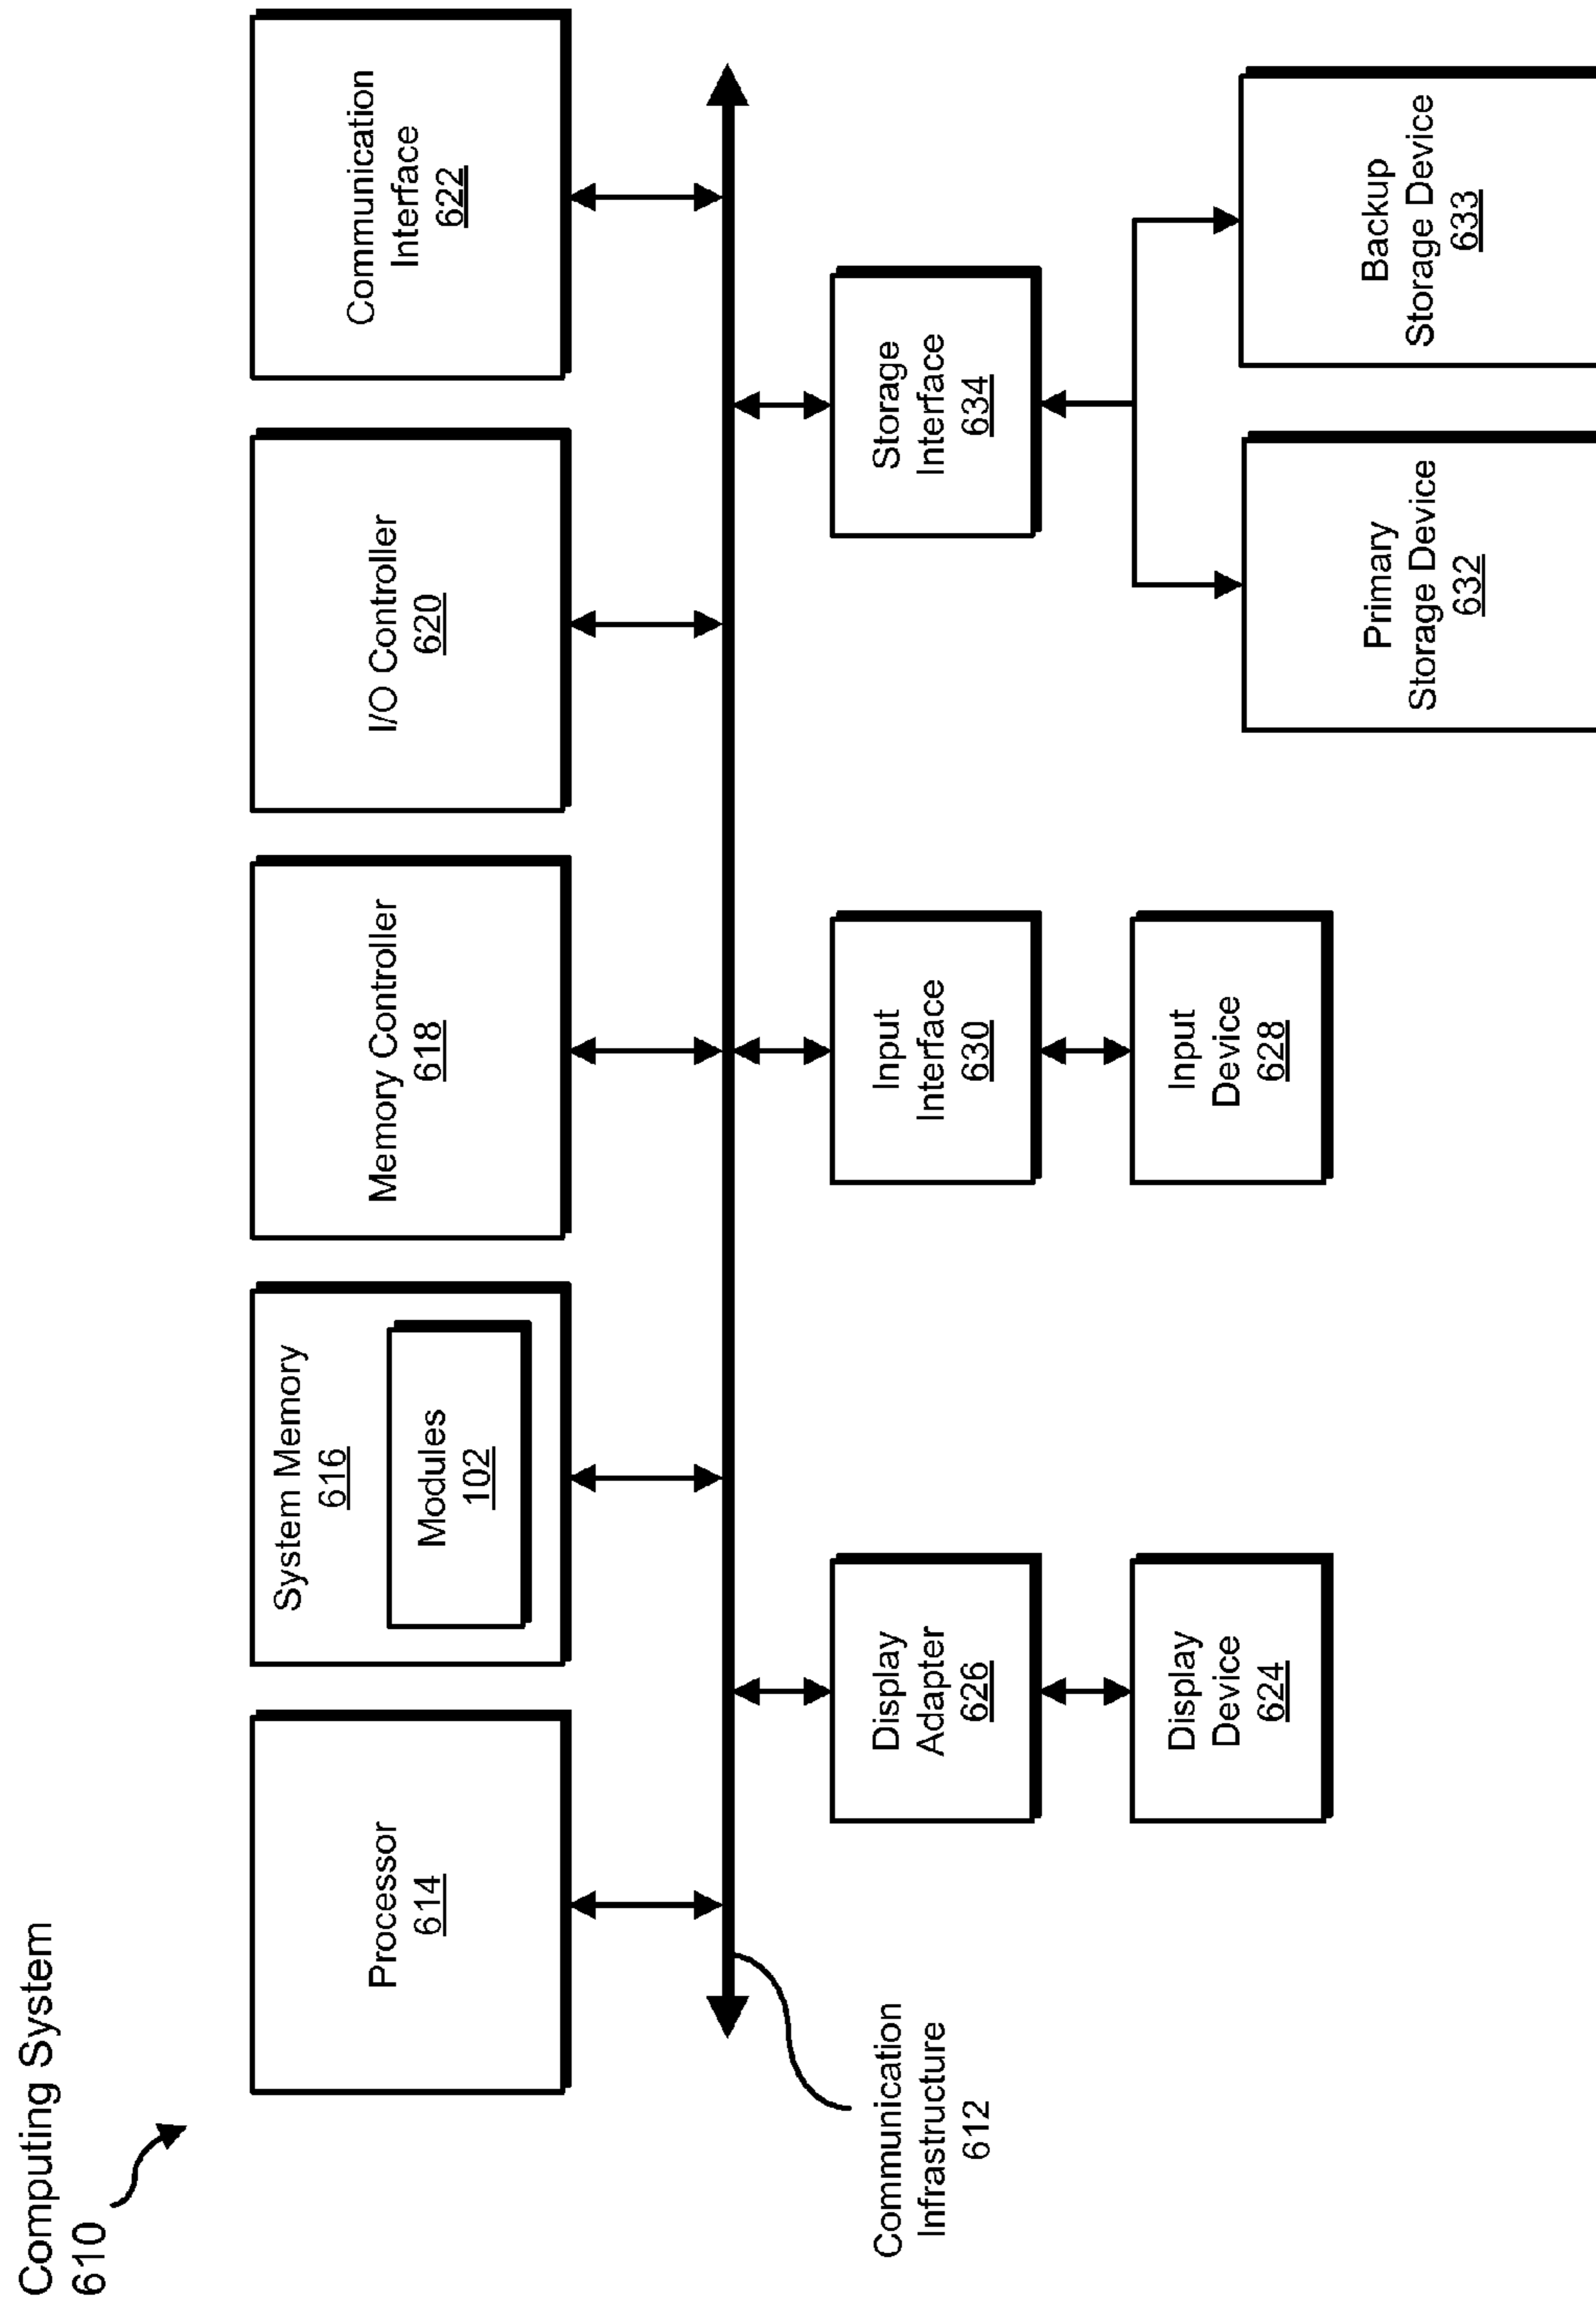 Computing System
610
Processor
614
System Memory
616
Modules
102
Memory Controller
618
I/O Controller
620
Communication
Interface
622
Communication
Infrastructure
612
Display
Adapter
626
Input
Interface
630
Storage
Interface
634
Display
Device
624
Input
Device
628
Primary
Storage Device
632
Backup
Storage Device
633